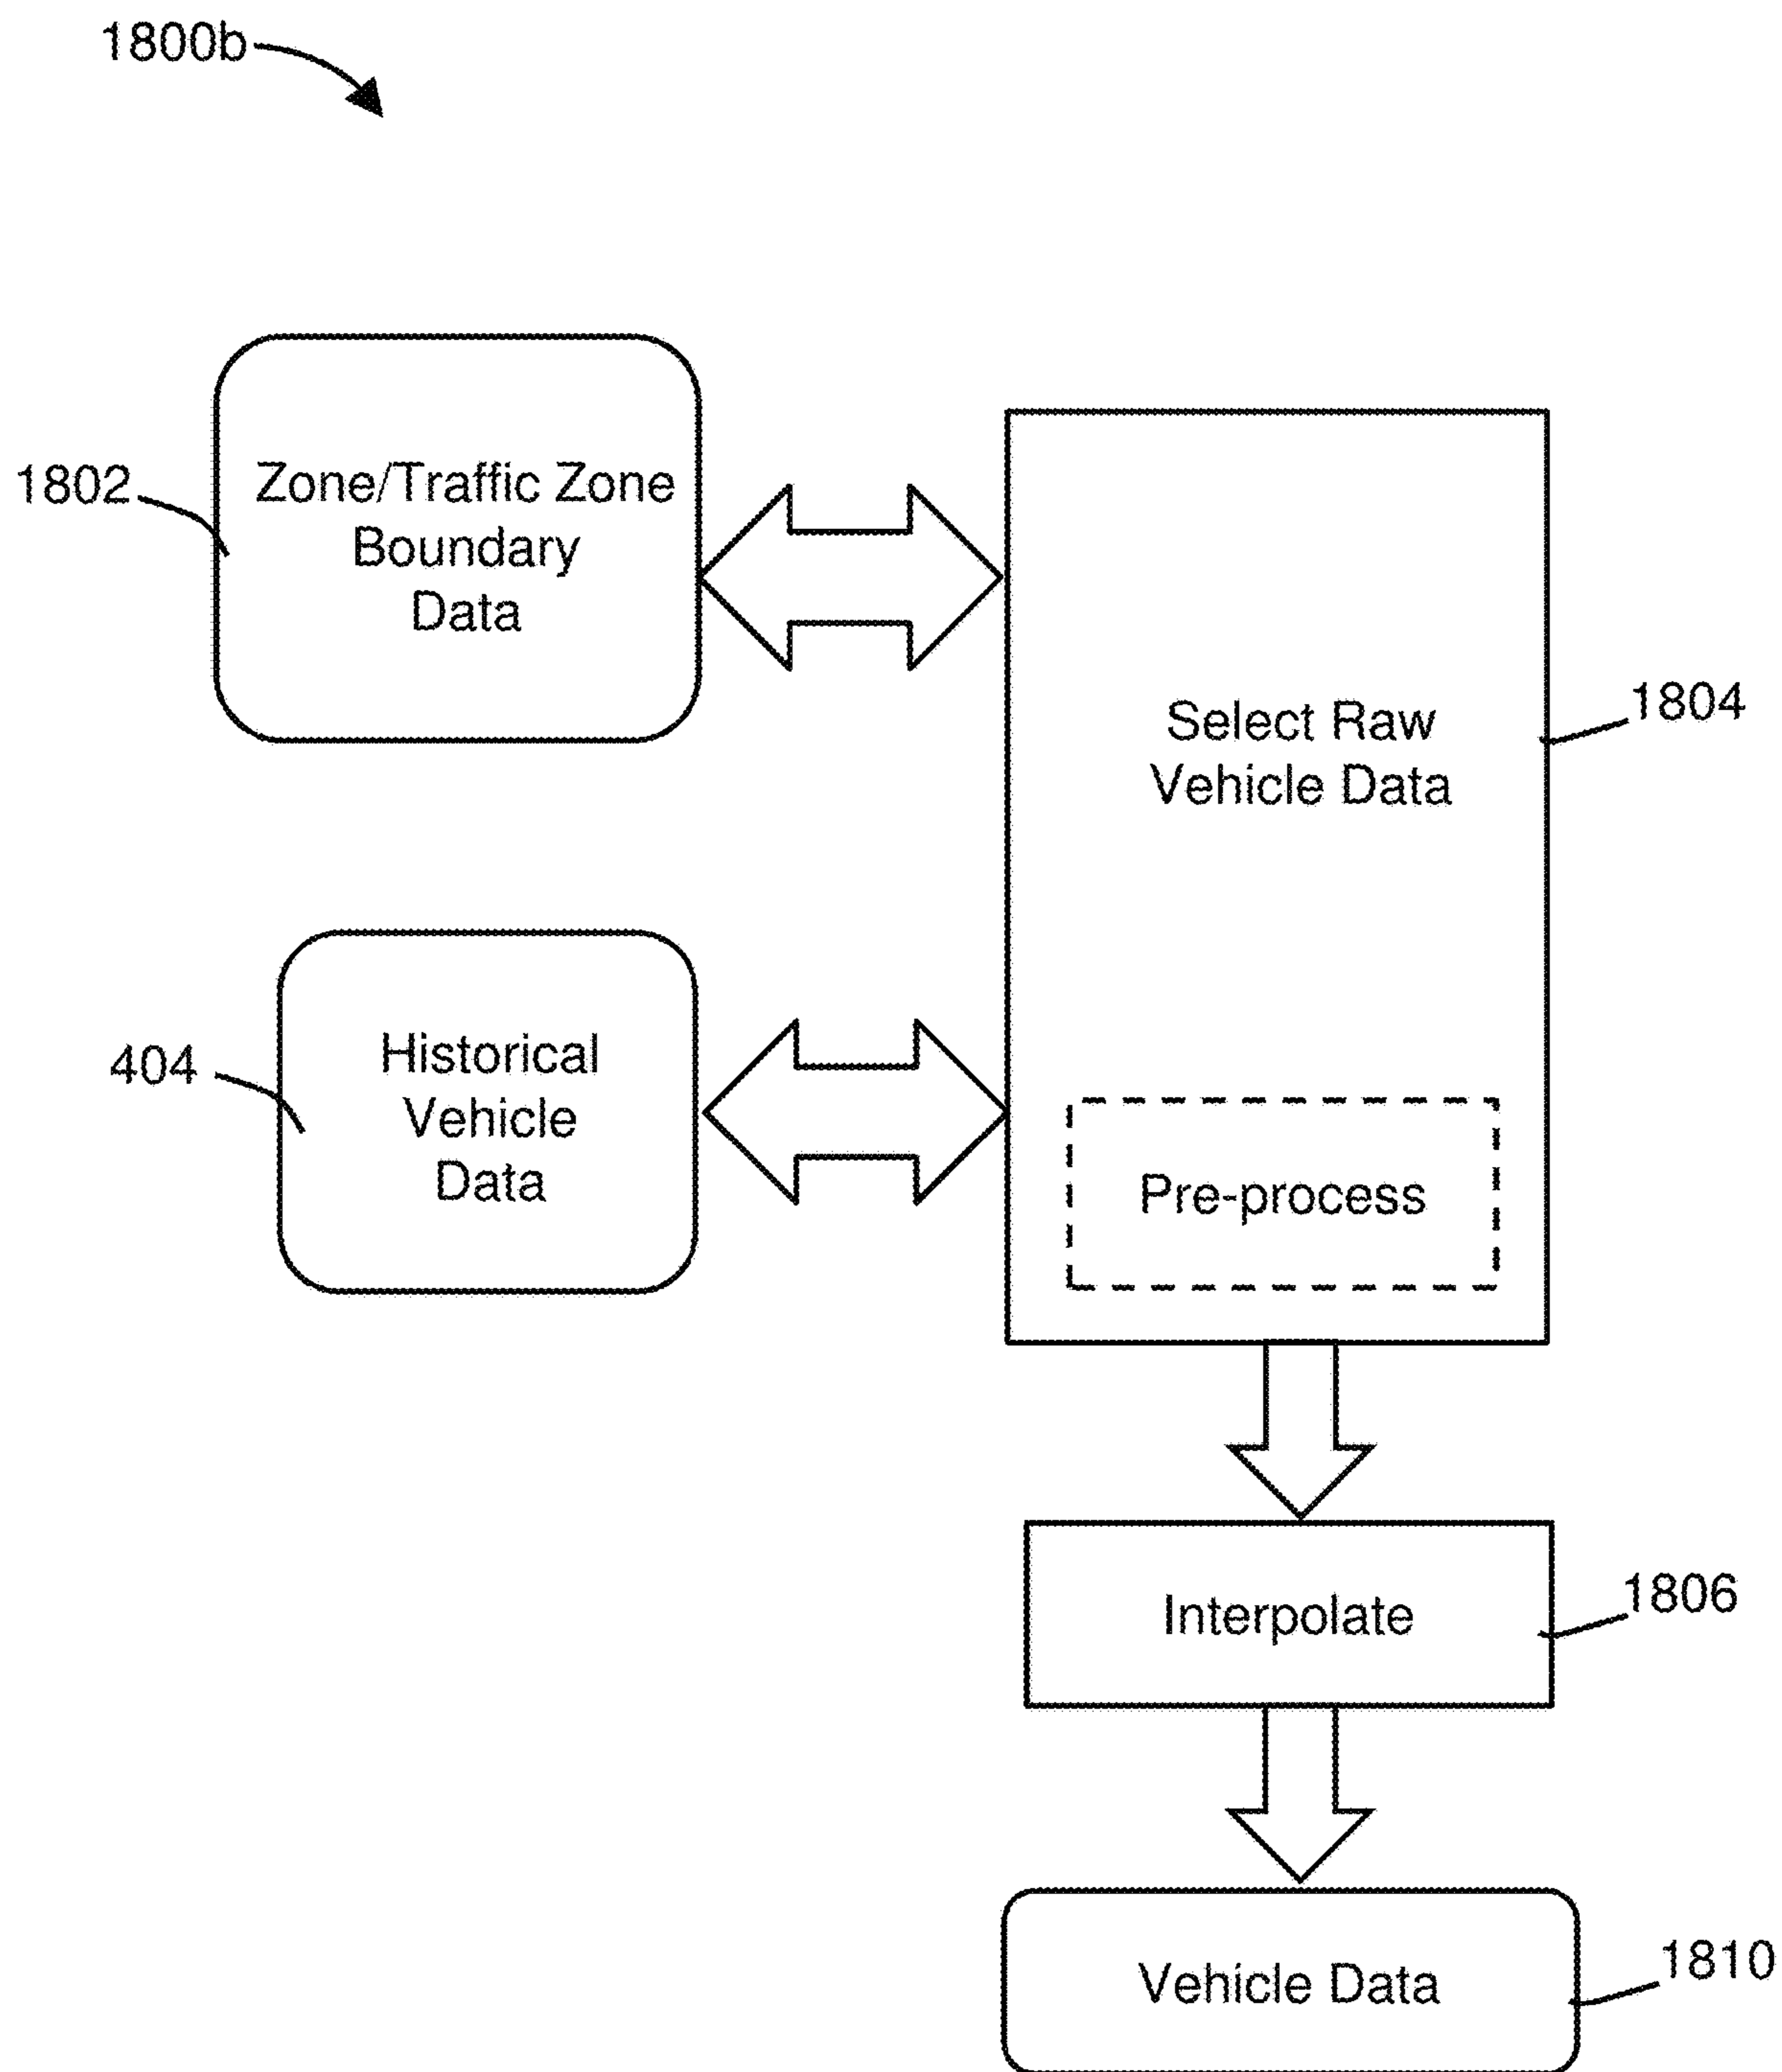 1800b
1802
Zone/Traffic Zone
Boundary
Data
Select Raw
Vehicle Data
1804
404
Historical
Vehicle
Data
Pre-process
Interpolate
1806
Vehicle Data
1810